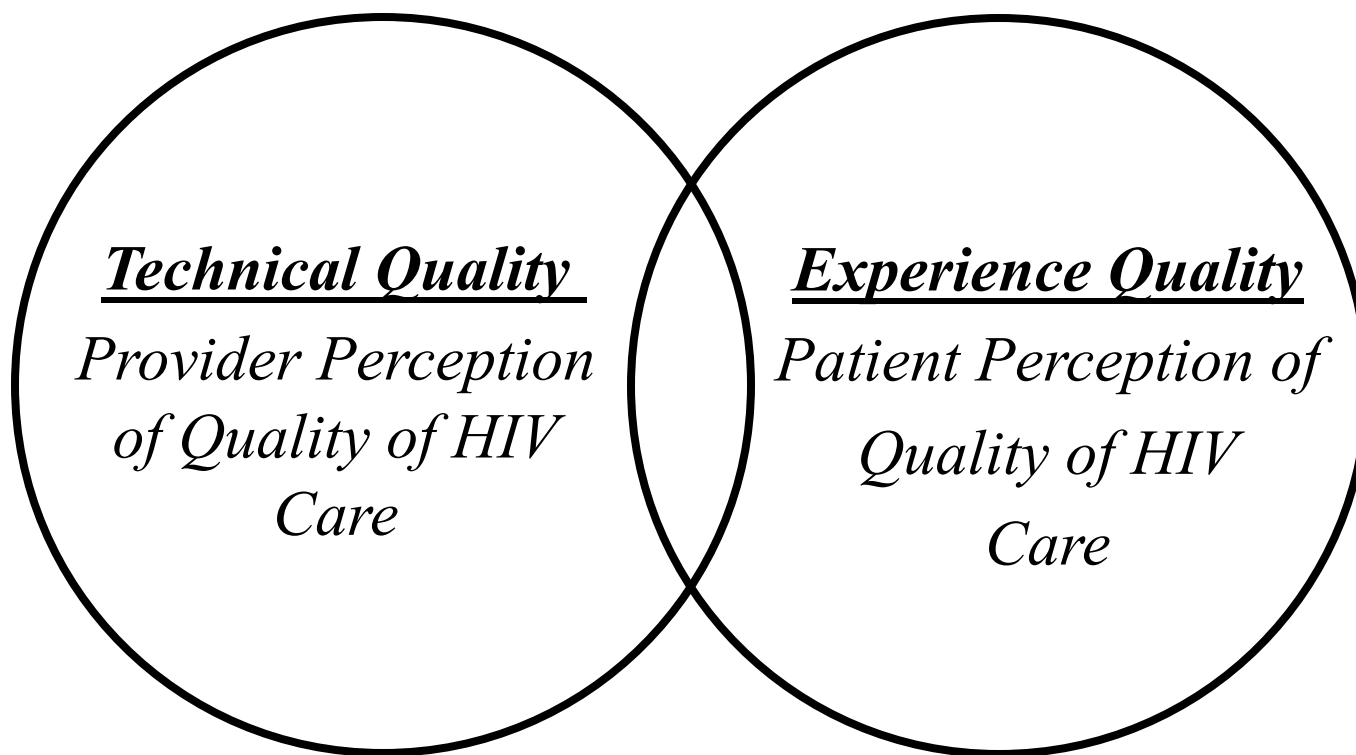 Technical Quality
Provider Perception
of Quality of HIV
Care
Experience Quality
Patient Perception of
Quality of HIV
Care